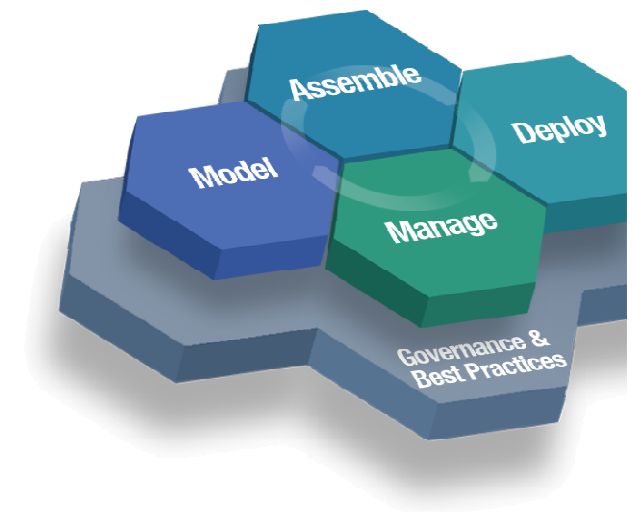 Assemble
Deploy
Model
Manage
Governance &
Best Practices